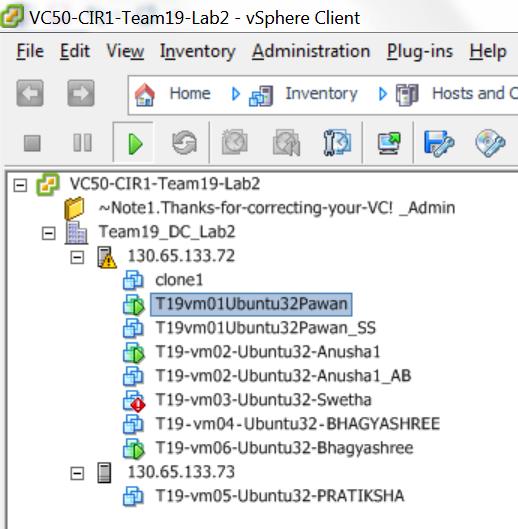 VC50-CIR1-Team19-Lab2 - vSphere Client
File Edit View Inventory Administration Plug-ins Help
Home Inventory Hosts and C
VC50-CIR1-Team19-Lab2
~Note1.Thanks-for-correcting-your-VC! _Admin
Team19_DC_Lab2
130.65.133.72
clone1
T19vm01Ubuntu32Pawan
T19vm01Ubuntu32Pawan_SS
T19-vm02-Ubuntu32-Anusha1
T19-vm02-Ubuntu32-Anusha1_AB
T19-vm03-Ubuntu32-Swetha
T19-vm04-Ubuntu32-BHAGYASHREE
T19-vm06-Ubuntu32-Bhagyashree
130.65.133.73
T19-vm05-Ubuntu32-PRATIKSHA